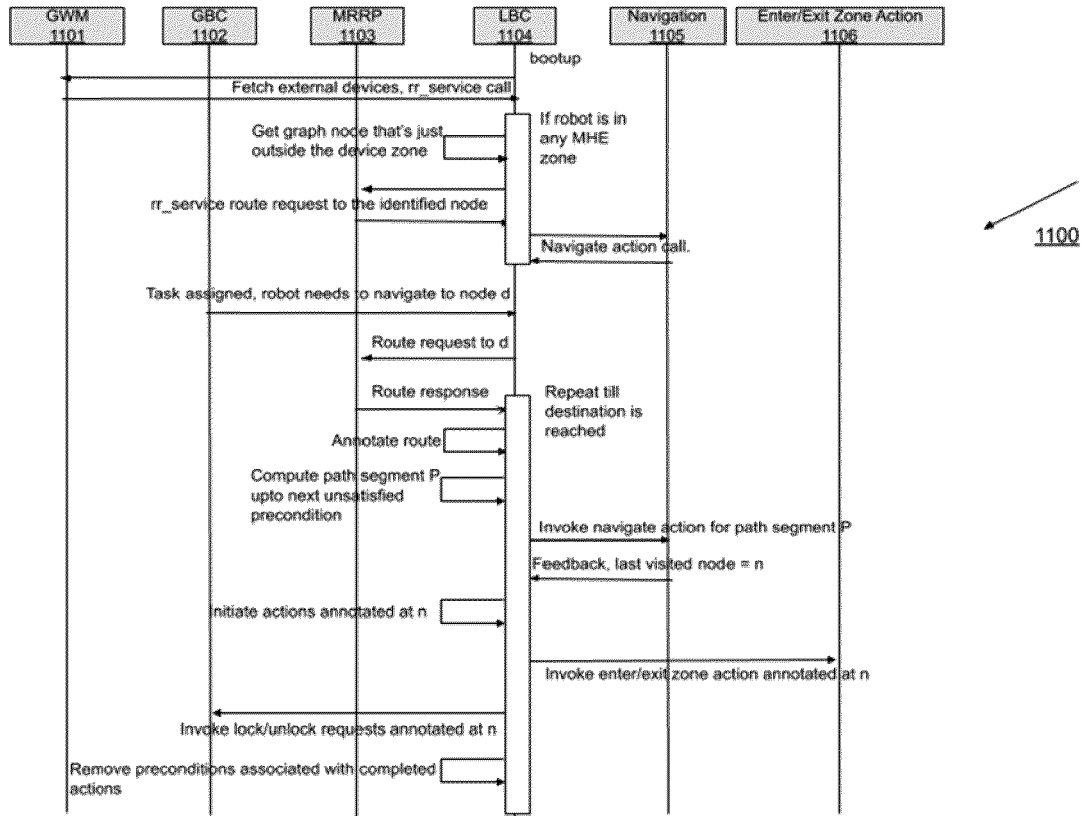 GWM
1101
GBC
1102
MRRP
1103
LBC
1104
Navigation
1105
Enter/Exit Zone Action
1106
bootup
Fetch external devices, rr_service call
If robot is in
any MHE
zone
Get graph node that's just
outside the device zone
rr_service route request to the identified node
1100
Navigate action call.
Task assigned, robot needs to navigate to node d
Route request to d
Route response
Repeat till
destination is
reached
Annotate route
Compute path segment P
upto next unsatisfied
precondition
Invoke navigate action for path segment P
Feedback, last visited node = n
Initiate actions annotated at n
Invoke enter/exit zone action annotated at n
Invoke lock/unlock requests annotated at n
Remove preconditions associated with completed
actions